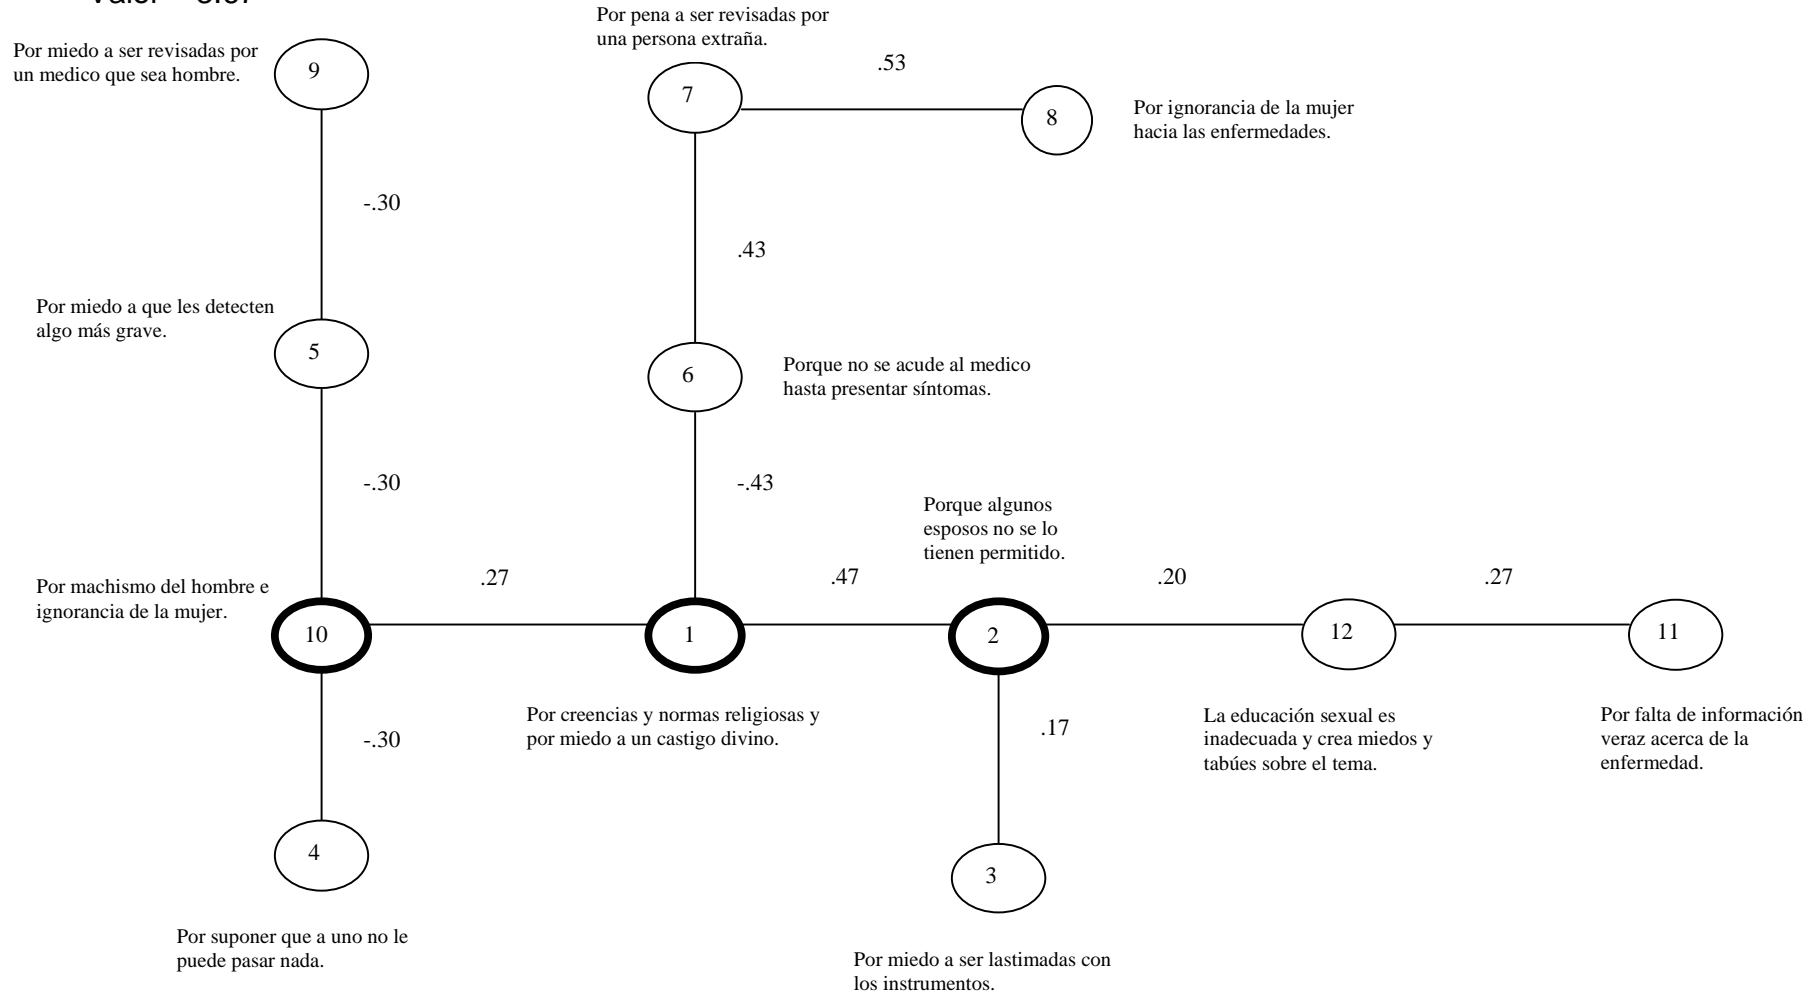 Por pena a ser revisadas por
una persona extraña.
Por miedo a ser revisadas por
un medico que sea hombre.
9
7
.53
8
Por ignorancia de la mujer
hacia las enfermedades.
-.30
.43
Por miedo a que les detecten
algo más grave.
5
6
Porque no se acude al medico
hasta presentar síntomas.
-.30
-.43
Porque algunos
esposos no se lo
tienen permitido.
Por machismo del hombre e
ignorancia de la mujer.
.27
.47
.20
.27
10
1
2
12
11
Por creencias y normas religiosas y
por miedo a un castigo divino.
-.30
.17
La educación sexual es
inadecuada y crea miedos y
tabúes sobre el tema.
Por falta de información
veraz acerca de la
enfermedad.
4
3
Por suponer que a uno no le
puede pasar nada.
Por miedo a ser lastimadas con
los instrumentos.